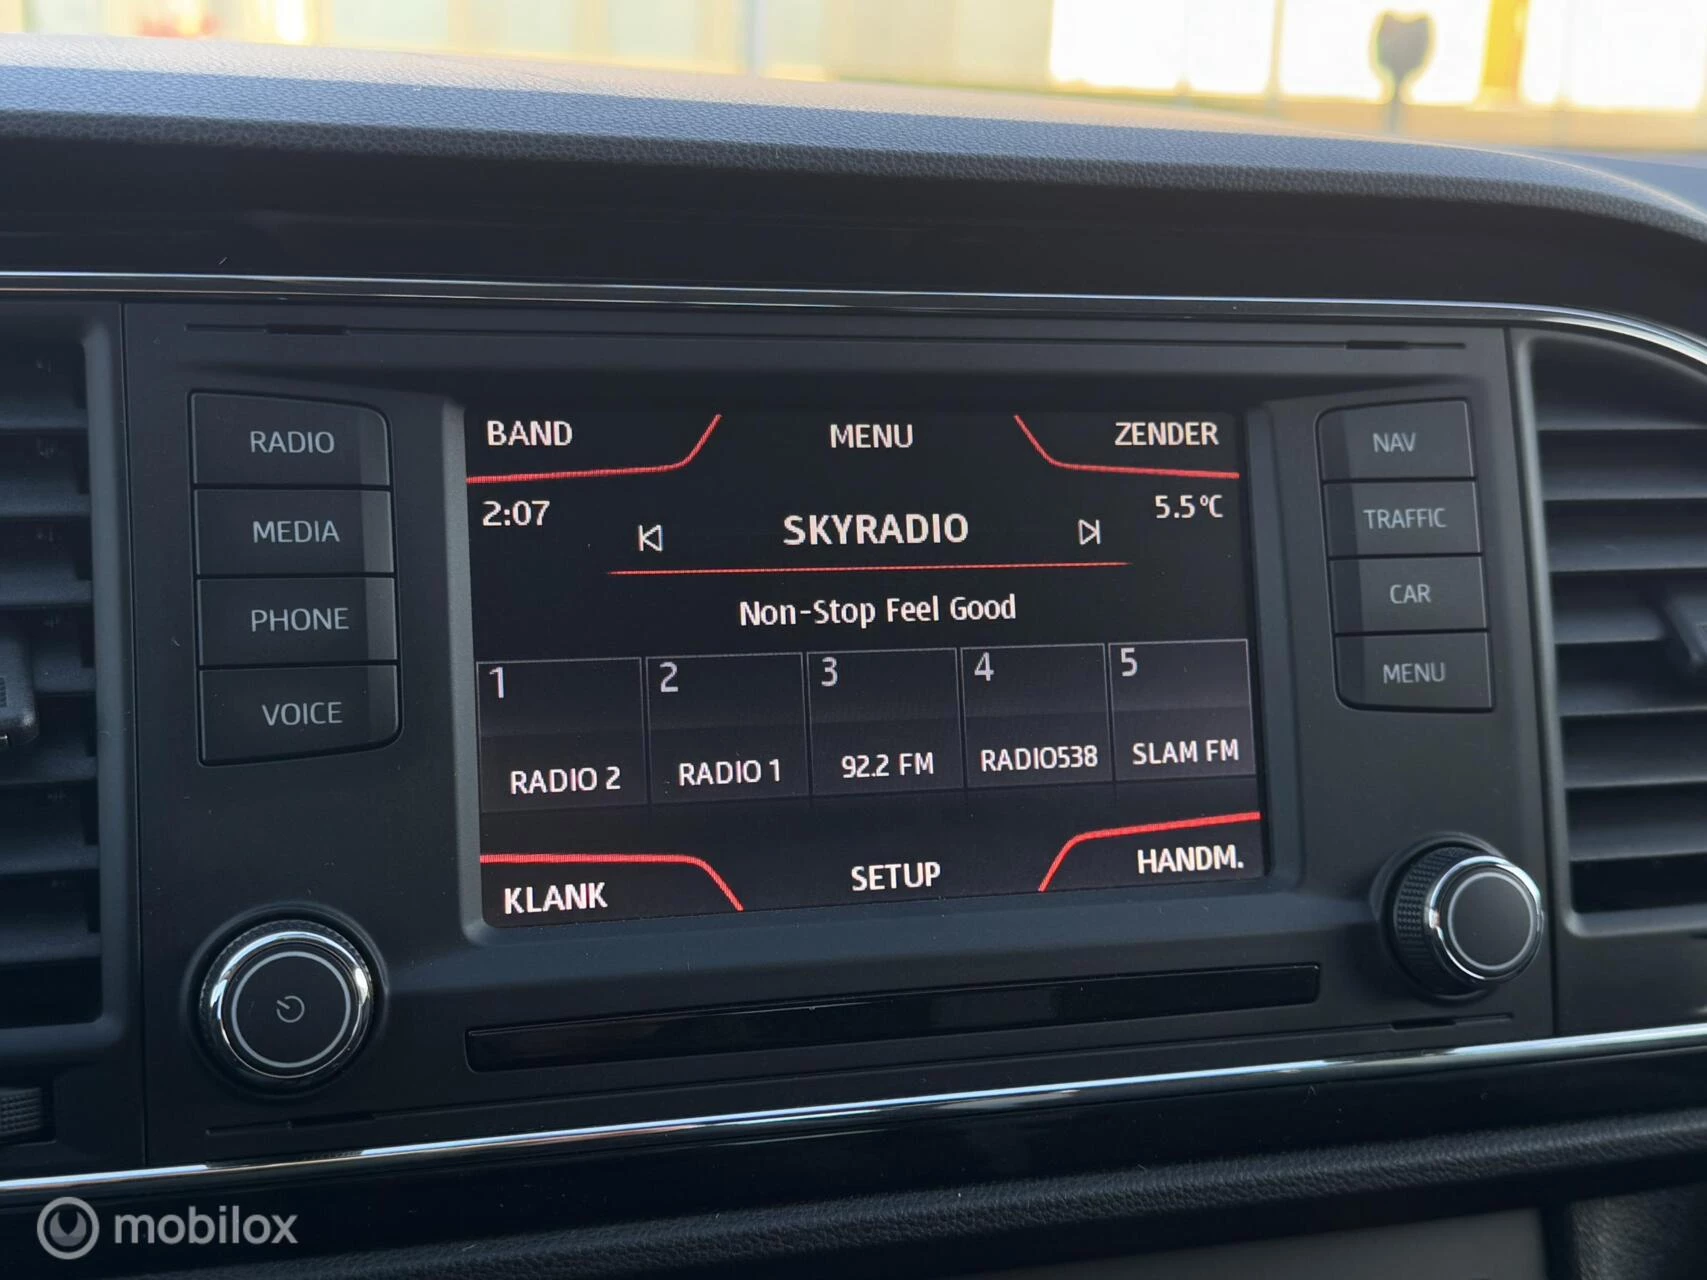 RADIO
MEDIA
PHONE
VOICE
BAND MENU ZENDER
2:07 SKYRADIO 5.5°C
Non-Stop Feel Good
1 2 3 4 5
RADIO 2 RADIO 1 92.2 FM RADIO538 SLAM FM
KLANK SETUP HANDM.
NAV
TRAFFIC
CAR
MENU
mobilox